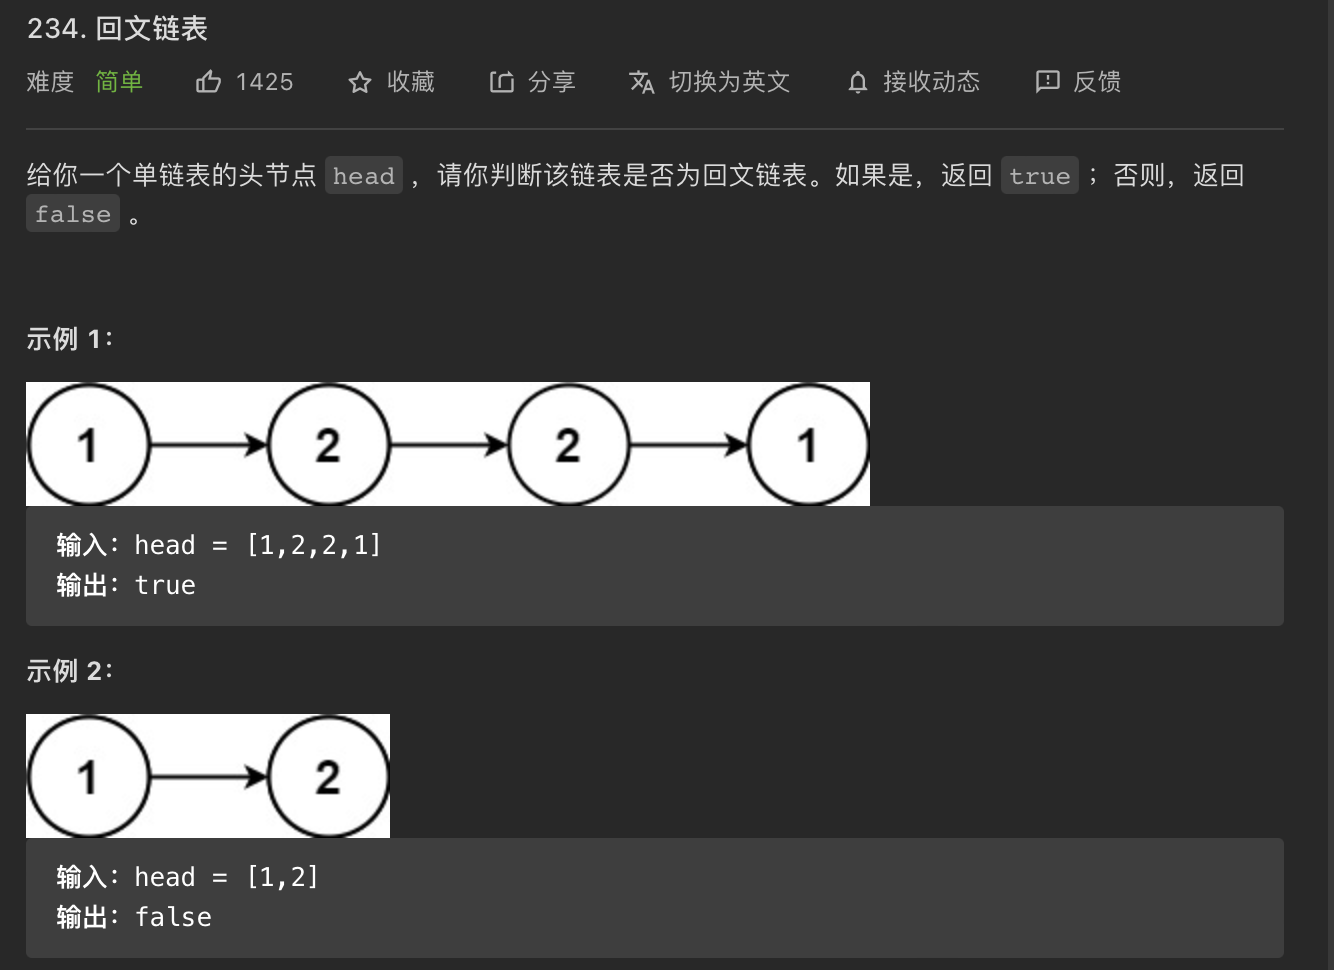 234. 回文链表
难度 简单 1425 收藏 分享 切换为英文 接收动态 反馈
给你一个单链表的头节点 head ，请你判断该链表是否为回文链表。如果是，返回 true ；否则，返回
false 。
示例 1：
1 2 2 1
输入：head = [1,2,2,1]
输出：true
示例 2：
1 2
输入：head = [1,2]
输出：false